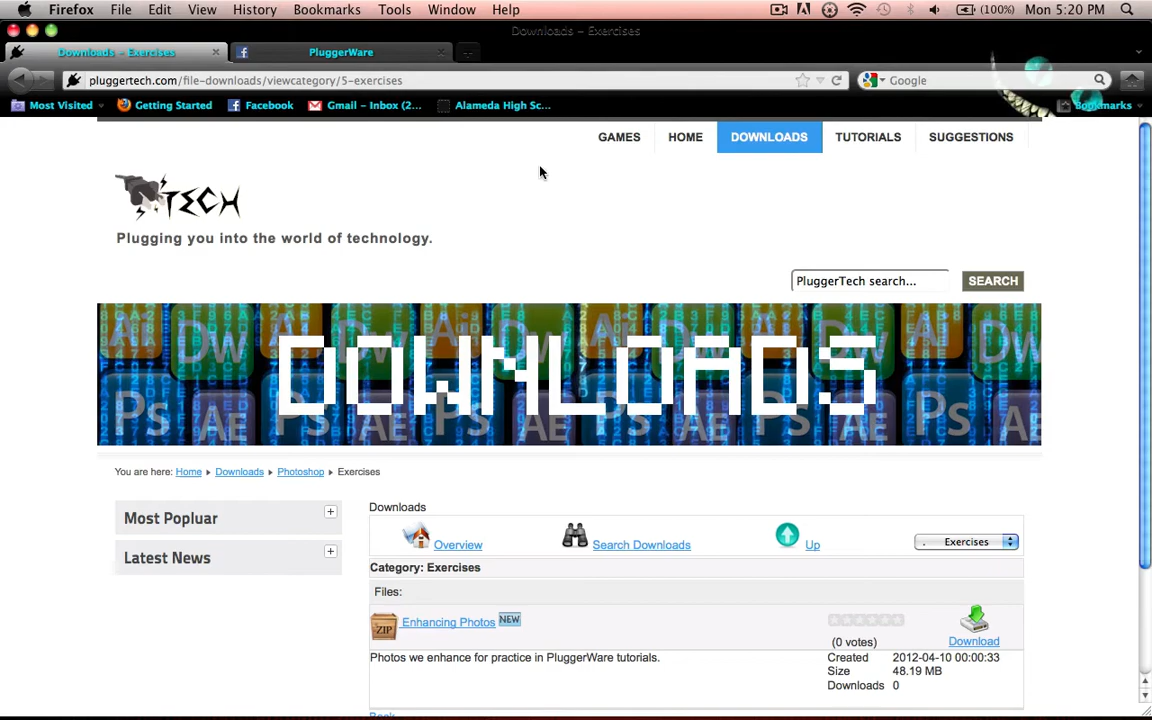 Firefox File Edit View History Bookmarks Tools Window Help (100%) Mon 5:20 PM
Downloads – Exercises
Downloads – Exercises PluggerWare
pluggertech.com/file-downloads/viewcategory/5-exercises Google
Most Visited Getting Started Facebook Gmail – Inbox (2... Alameda High Sc... Bookmarks
GAMES HOME DOWNLOADS TUTORIALS SUGGESTIONS
TECH
Plugging you into the world of technology.
PluggerTech search... SEARCH
DOWNLOADS
You are here: Home Downloads Photoshop Exercises
Most Popluar
Latest News
Downloads
Overview Search Downloads Up . Exercises
Category: Exercises
Files:
ZIP Enhancing Photos NEW
(0 votes) Download
Photos we enhance for practice in PluggerWare tutorials.
Created 2012-04-10 00:00:33
Size 48.19 MB
Downloads 0
Back